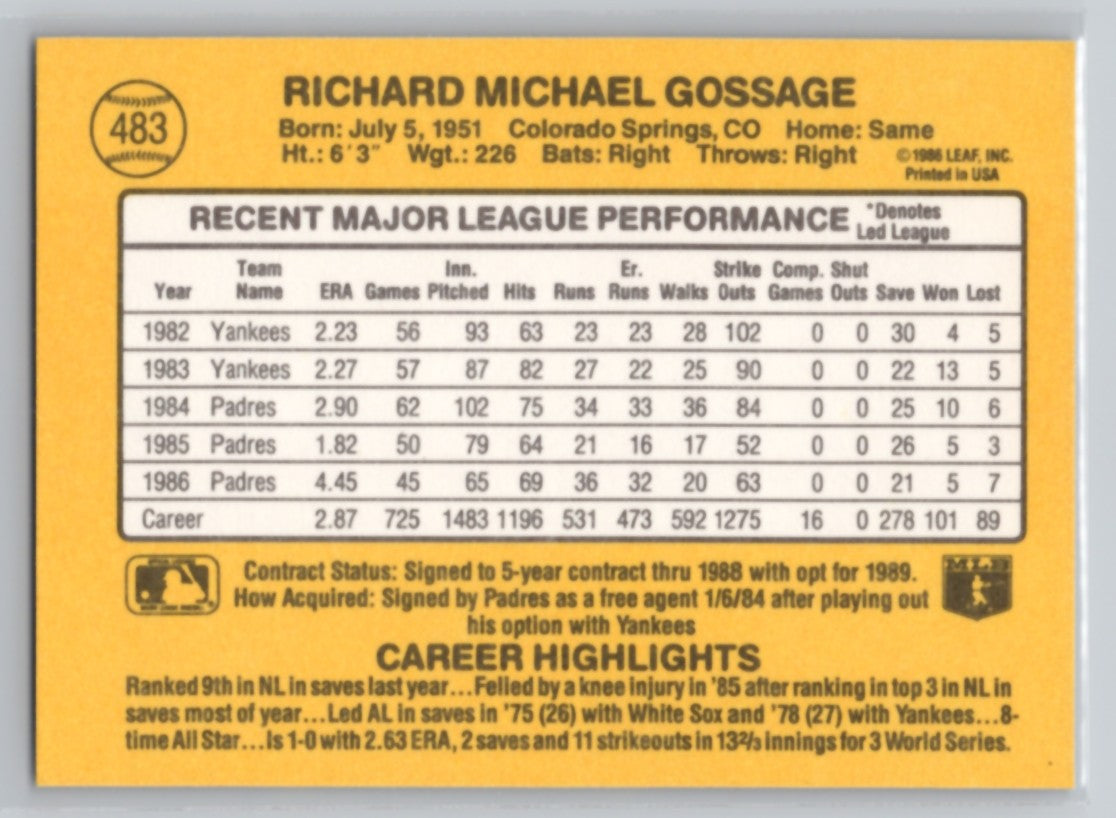 483
RICHARD MICHAEL GOSSAGE
Born: July 5, 1951 Colorado Springs, CO Home: Same
Ht.: 6'3" Wgt.: 226 Bats: Right Throws: Right
©1986 LEAF, INC.
Printed in USA
RECENT MAJOR LEAGUE PERFORMANCE *Denotes
Led League
Team Inn. Er. Strike Comp. Shut
Year Name ERA Games Pitched Hits Runs Runs Walks Outs Games Outs Save Won Lost
1982 Yankees 2.23 56 93 63 23 23 28 102 0 0 30 4 5
1983 Yankees 2.27 57 87 82 27 22 25 90 0 0 22 13 5
1984 Padres 2.90 62 102 75 34 33 36 84 0 0 25 10 6
1985 Padres 1.82 50 79 64 21 16 17 52 0 0 26 5 3
1986 Padres 4.45 45 65 69 36 32 20 63 0 0 21 5 7
Career 2.87 725 1483 1196 531 473 592 1275 16 0 278 101 89
Contract Status: Signed to 5-year contract thru 1988 with opt for 1989.
How Acquired: Signed by Padres as a free agent 1/6/84 after playing out
his option with Yankees
MLB
CAREER HIGHLIGHTS
Ranked 9th in NL in saves last year...Felled by a knee injury in '85 after ranking in top 3 in NL in
saves most of year...Led AL in saves in '75 (26) with White Sox and '78 (27) with Yankees...8-
time All Star...Is 1-0 with 2.63 ERA, 2 saves and 11 strikeouts in 13⅔ innings for 3 World Series.